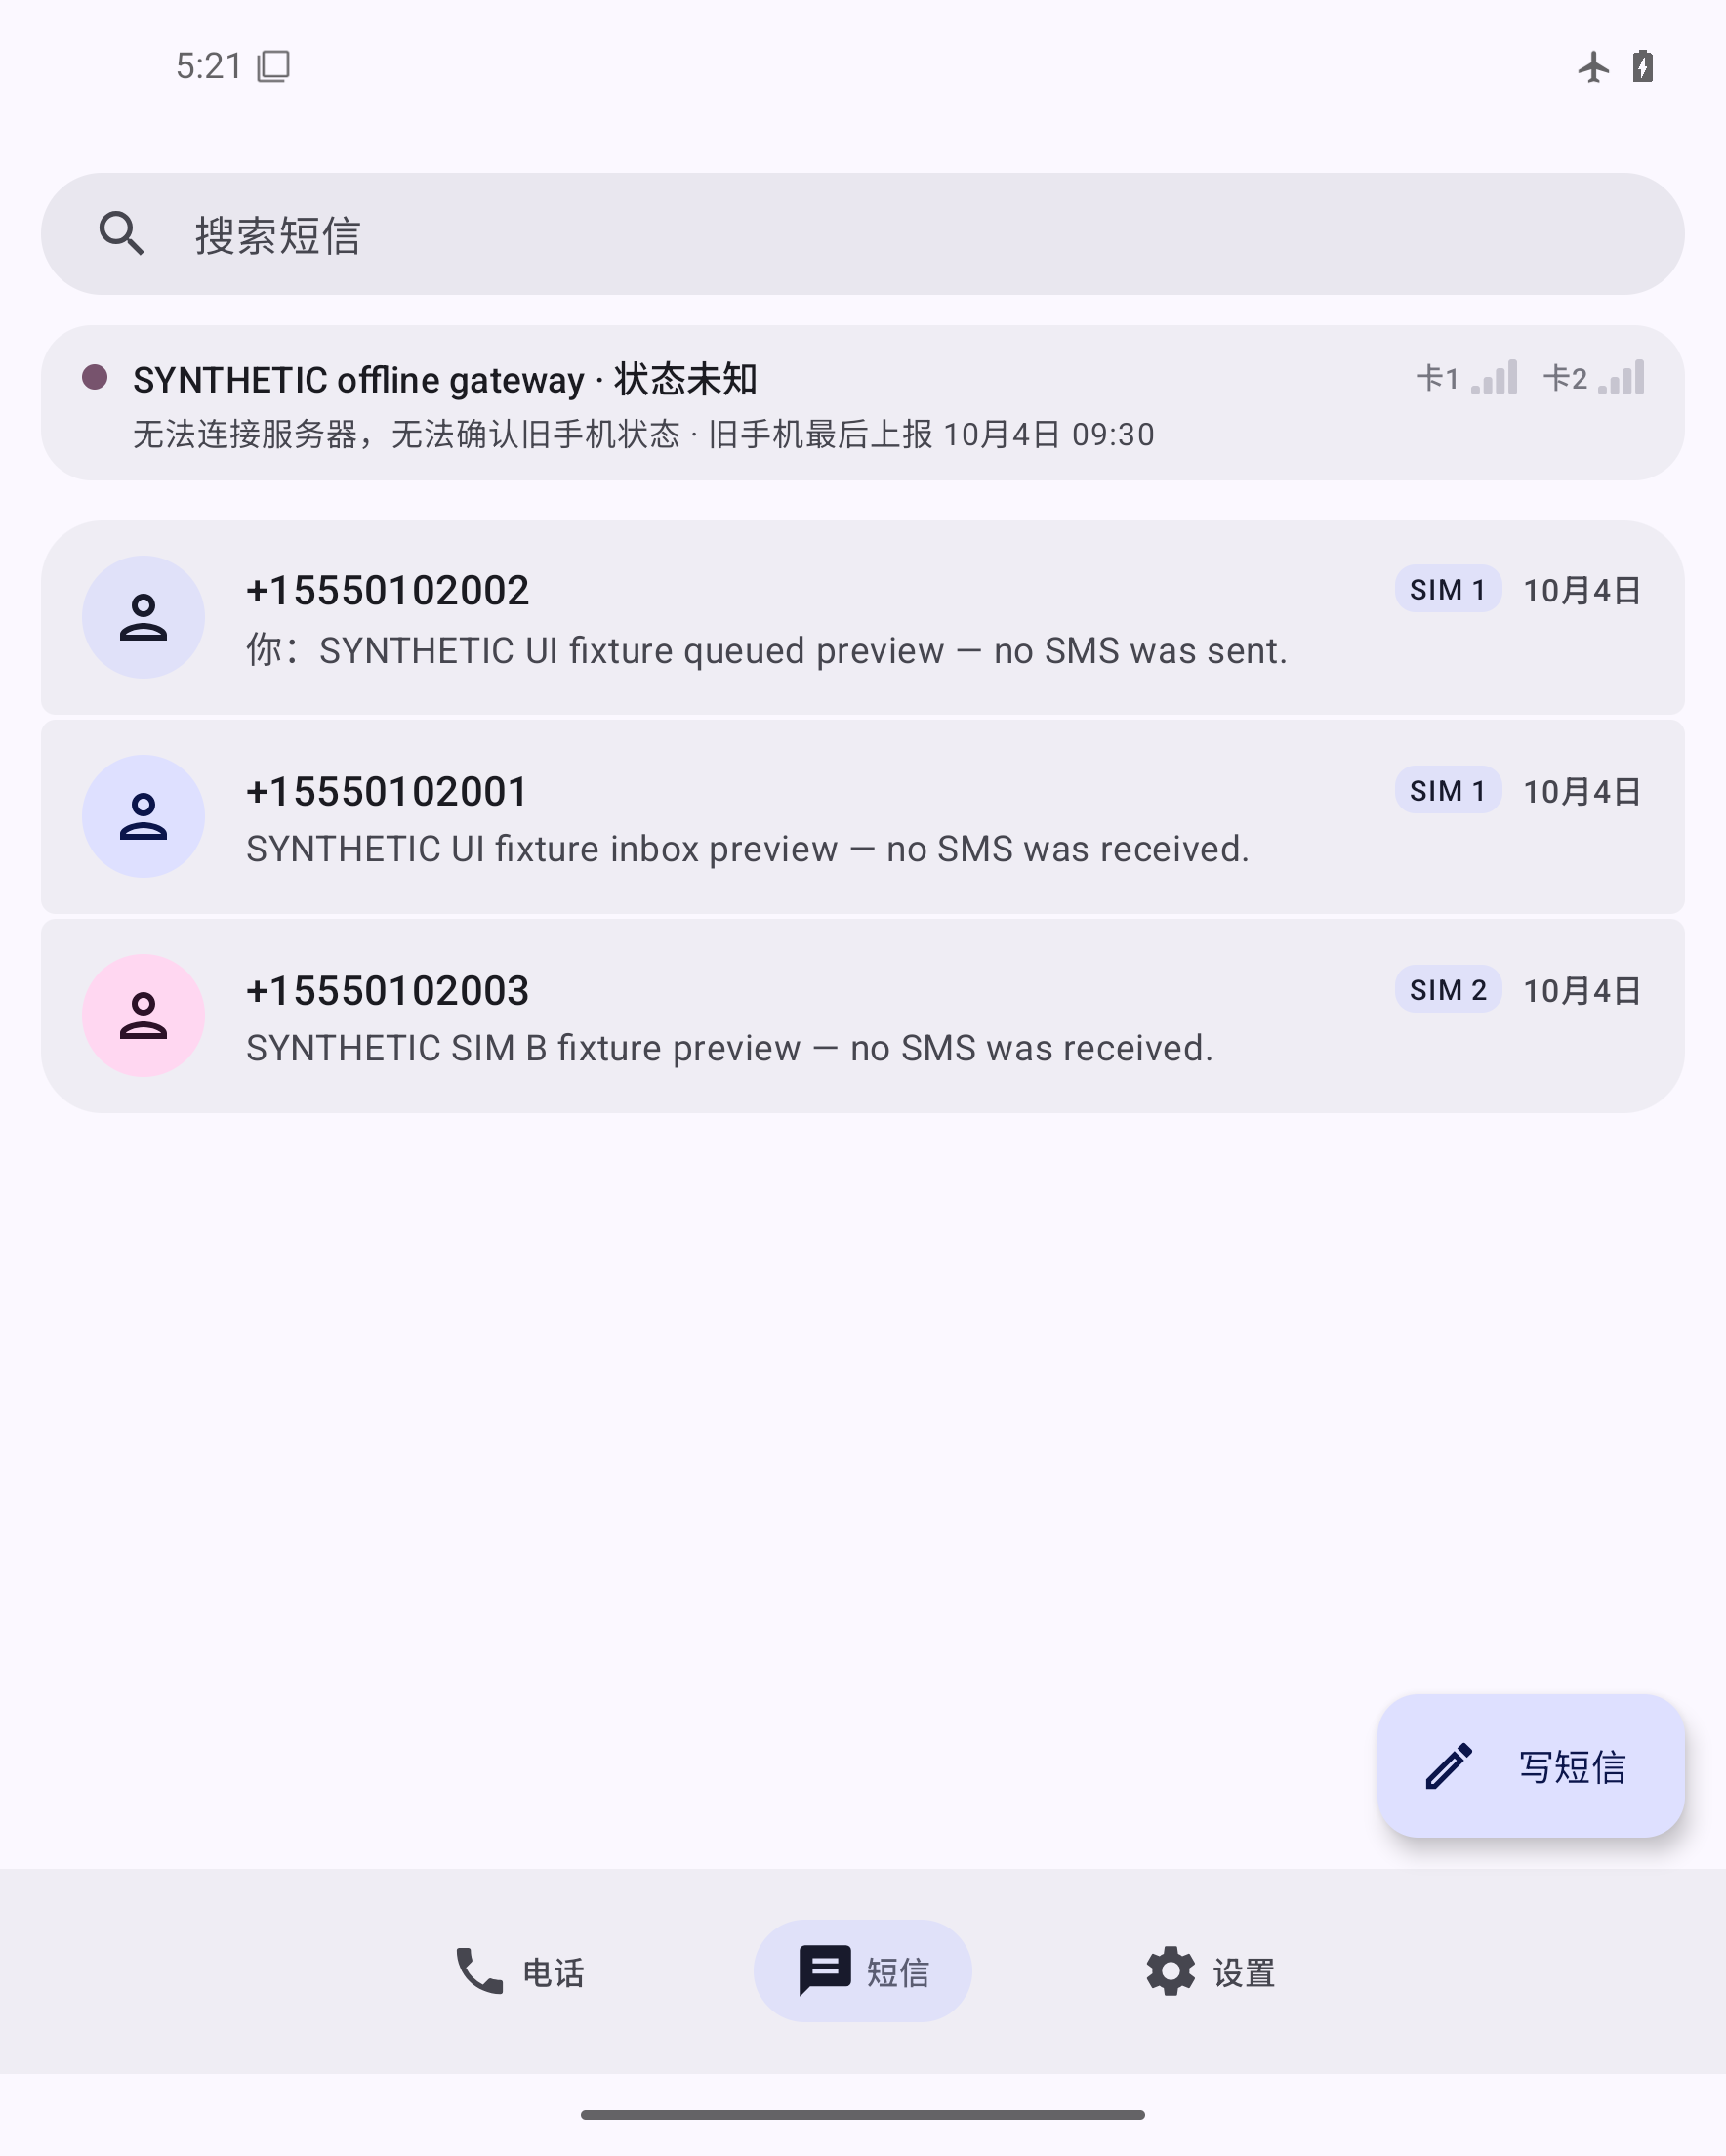 5:21
搜索短信
SYNTHETIC offline gateway · 状态未知
卡1 卡2
无法连接服务器，无法确认旧手机状态 · 旧手机最后上报 10月4日 09:30
+15550102002
SIM 1 10月4日
你：SYNTHETIC UI fixture queued preview — no SMS was sent.
+15550102001
SIM 1 10月4日
SYNTHETIC UI fixture inbox preview — no SMS was received.
+15550102003
SIM 2 10月4日
SYNTHETIC SIM B fixture preview — no SMS was received.
写短信
电话
短信
设置